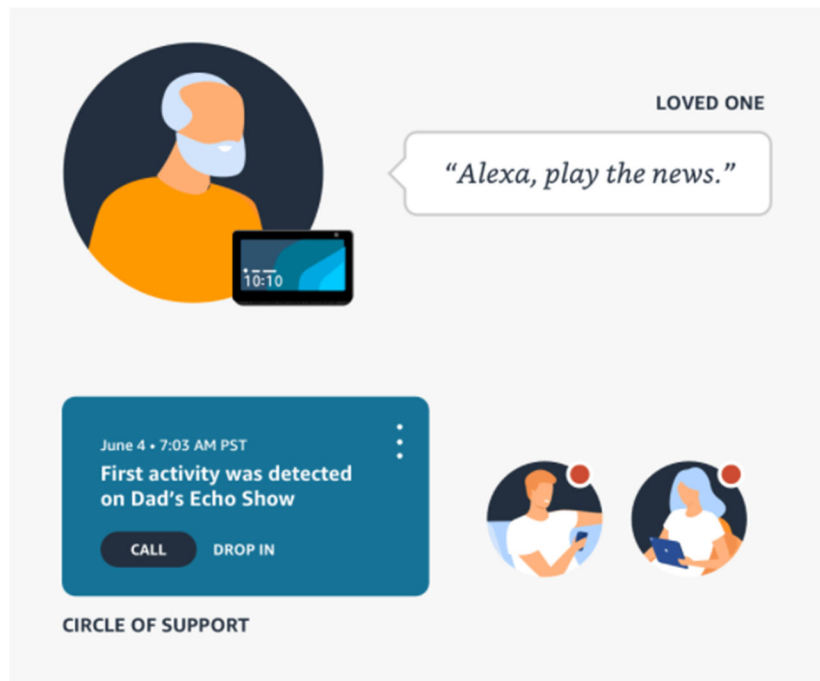 LOVED ONE
“Alexa, play the news.”
10:10
June 4 • 7:03 AM PST
First activity was detected
on Dad’s Echo Show
CALL DROP IN
CIRCLE OF SUPPORT